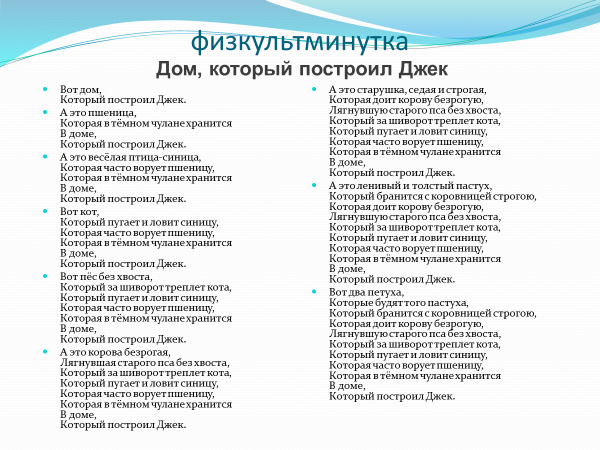 физкультминутка
Дом, который построил Джек
Вот дом,
Который построил Джек.
А это пшеница,
Которая в тёмном чулане хранится
В доме,
Который построил Джек.
А это весёлая птица-синица,
Которая часто ворует пшеницу,
Которая в тёмном чулане хранится
В доме,
Который построил Джек.
Вот кот,
Который пугает и ловит синицу,
Которая часто ворует пшеницу,
Которая в тёмном чулане хранится
В доме,
Который построил Джек.
Вот пёс без хвоста,
Который за шиворот треплет кота,
Который пугает и ловит синицу,
Которая часто ворует пшеницу,
Которая в тёмном чулане хранится
В доме,
Который построил Джек.
А это корова безрогая,
Лягнувшая старого пса без хвоста,
Который за шиворот треплет кота,
Который пугает и ловит синицу,
Которая часто ворует пшеницу,
Которая в тёмном чулане хранится
В доме,
Который построил Джек.
А это старушка, седая и строгая,
Которая доит корову безрогую,
Лягнувшую старого пса без хвоста,
Который за шиворот треплет кота,
Который пугает и ловит синицу,
Которая часто ворует пшеницу,
Которая в тёмном чулане хранится
В доме,
Который построил Джек.
А это ленивый и толстый пастух,
Который бранится с коровницей строгою,
Которая доит корову безрогую,
Лягнувшую старого пса без хвоста,
Который за шиворот треплет кота,
Который пугает и ловит синицу,
Которая часто ворует пшеницу,
Которая в тёмном чулане хранится
В доме,
Который построил Джек.
Вот два петуха,
Которые будят того пастуха,
Который бранится с коровницей строгою,
Которая доит корову безрогую,
Лягнувшую старого пса без хвоста,
Который за шиворот треплет кота,
Который пугает и ловит синицу,
Которая часто ворует пшеницу,
Которая в тёмном чулане хранится
В доме,
Который построил Джек.